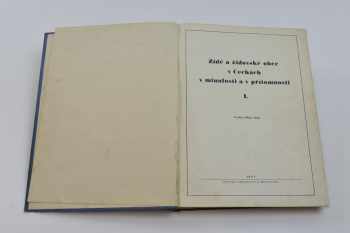 Židé a židovské obce
v Čechách
v minulosti a v přítomnosti
I.